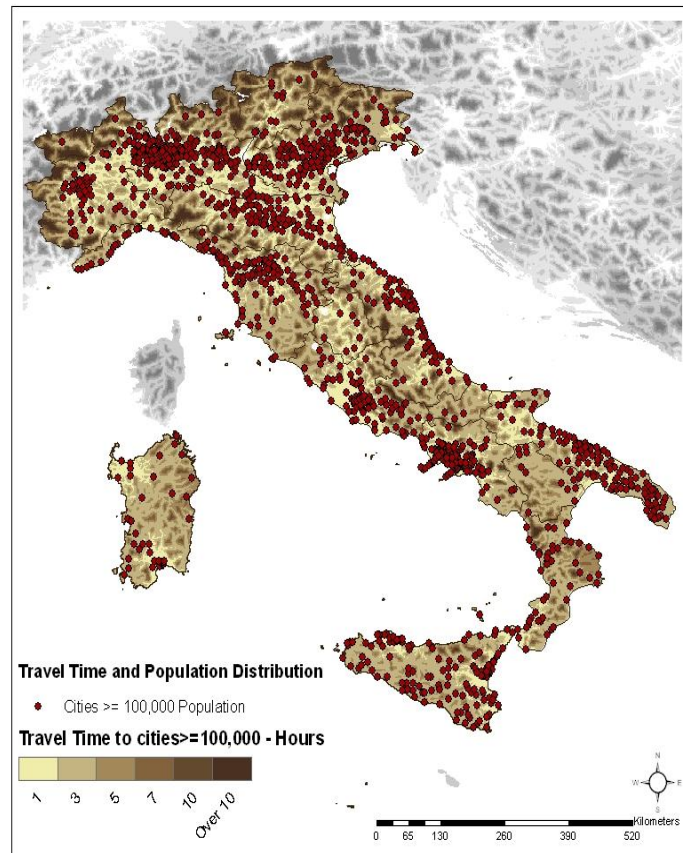 Travel Time and Population Distribution
Cities >= 100,000 Population
Travel Time to cities>=100,000 - Hours
1 3 5 7 10 Over 10
N
W E
S
Kilometers
0 65 130 260 390 520